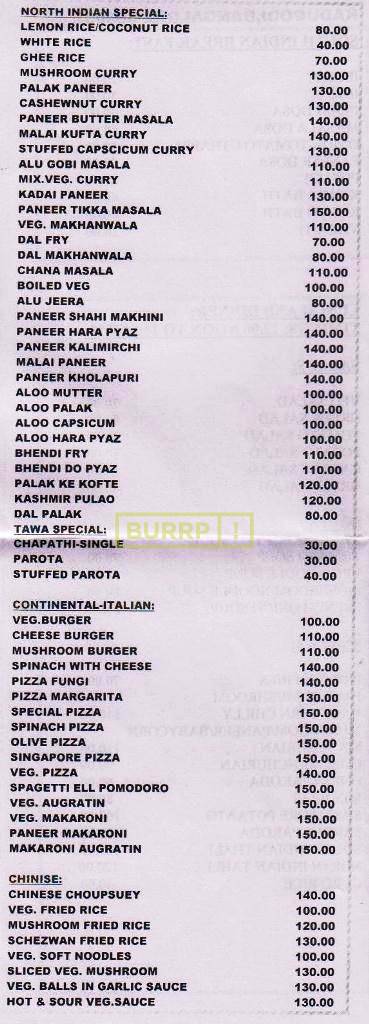 NORTH INDIAN SPECIAL:
LEMON RICE/COCONUT RICE 80.00
WHITE RICE 40.00
GHEE RICE 70.00
MUSHROOM CURRY 130.00
PALAK PANEER 130.00
CASHEWNUT CURRY 130.00
PANEER BUTTER MASALA 140.00
MALAI KUFTA CURRY 140.00
STUFFED CAPSCICUM CURRY 130.00
ALU GOBI MASALA 110.00
MIX.VEG. CURRY 110.00
KADAI PANEER 130.00
PANEER TIKKA MASALA 150.00
VEG. MAKHANWALA 110.00
DAL FRY 70.00
DAL MAKHANWALA 80.00
CHANA MASALA 110.00
BOILED VEG 100.00
ALU JEERA 80.00
PANEER SHAHI MAKHINI 140.00
PANEER HARA PYAZ 140.00
PANEER KALIMIRCHI 140.00
MALAI PANEER 140.00
PANEER KHOLAPURI 140.00
ALOO MUTTER 100.00
ALOO PALAK 100.00
ALOO CAPSICUM 100.00
ALOO HARA PYAZ 100.00
BHENDI FRY 110.00
BHENDI DO PYAZ 110.00
PALAK KE KOFTE 120.00
KASHMIR PULAO 120.00
DAL PALAK 80.00
TAWA SPECIAL:
BURRP !
CHAPATHI-SINGLE 30.00
PAROTA 30.00
STUFFED PAROTA 40.00
CONTINENTAL-ITALIAN:
VEG.BURGER 100.00
CHEESE BURGER 110.00
MUSHROOM BURGER 110.00
SPINACH WITH CHEESE 140.00
PIZZA FUNGI 140.00
PIZZA MARGARITA 130.00
SPECIAL PIZZA 150.00
SPINACH PIZZA 150.00
OLIVE PIZZA 150.00
SINGAPORE PIZZA 150.00
VEG. PIZZA 140.00
SPAGETTI ELL POMODORO 150.00
VEG. AUGRATIN 150.00
VEG. MAKARONI 150.00
PANEER MAKARONI 150.00
MAKARONI AUGRATIN 150.00
CHINISE:
CHINESE CHOUPSUEY 140.00
VEG. FRIED RICE 100.00
MUSHROOM FRIED RICE 120.00
SCHEZWAN FRIED RICE 130.00
VEG. SOFT NOODLES 100.00
SLICED VEG. MUSHROOM 130.00
VEG. BALLS IN GARLIC SAUCE 130.00
HOT & SOUR VEG.SAUCE 130.00